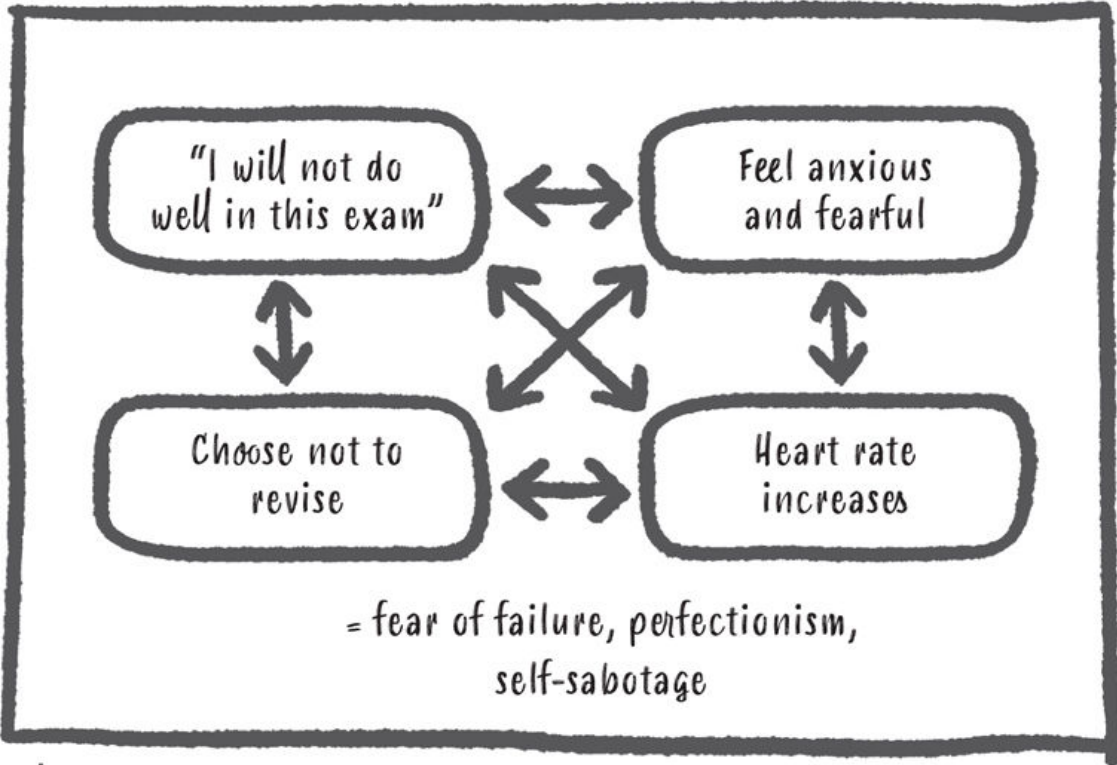 "I will not do
well in this exam"
Feel anxious
and fearful
Choose not to
revise
Heart rate
increases
= fear of failure, perfectionism,
self-sabotage